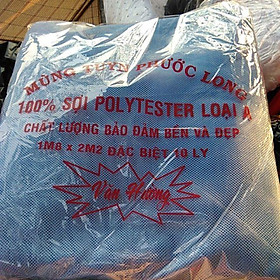 MÙNG TUYN PHƯỚC LONG
100% SỢI POLYTESTER LOẠI A
CHẤT LƯỢNG BẢO ĐẢM BỀN VÀ ĐẸP
1M6 x 2M2 ĐẶC BIỆT 10 LY
Vân Hường